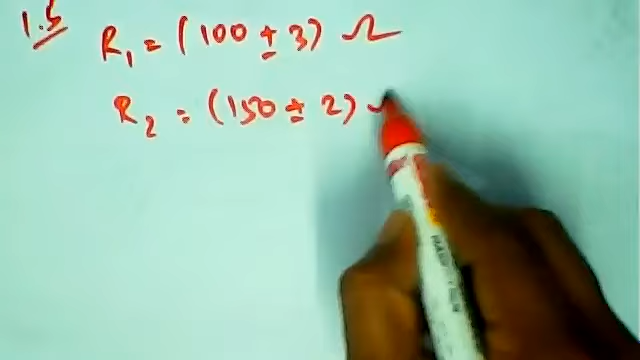 1.5
R₁ = (100 ± 3) Ω
R₂ = (150 ± 2)